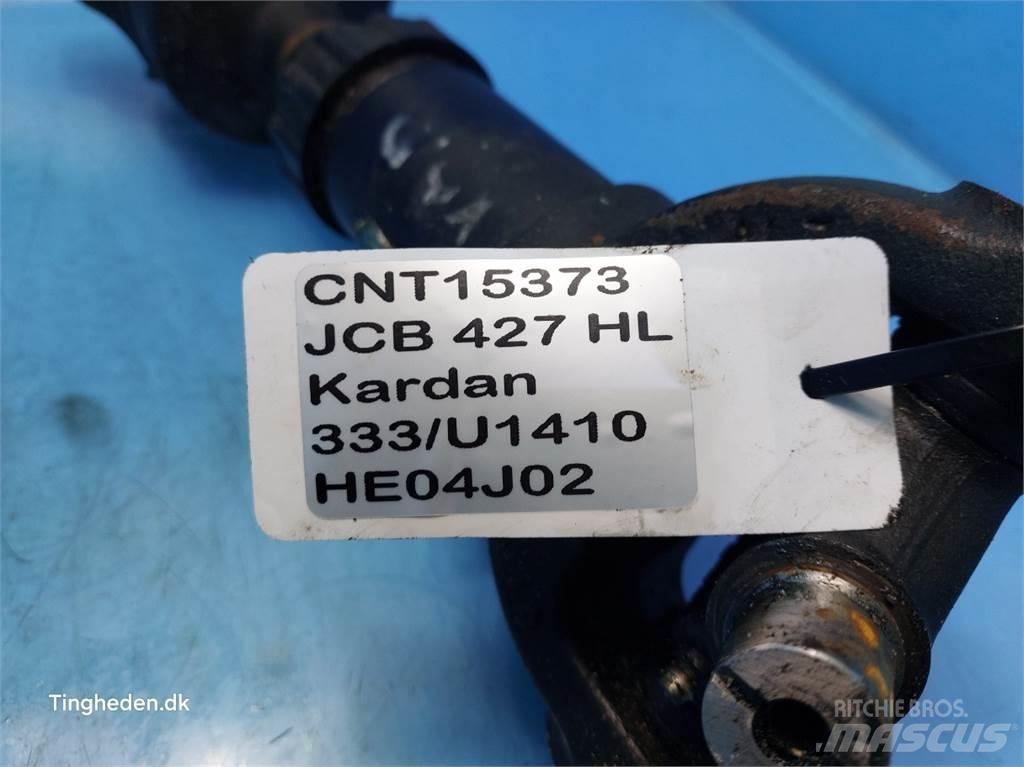 CNT15373
JCB 427 HL
Kardan
333/U1410
HE04J02
Tingheden.dk
RITCHIE BROS.
MASCUS